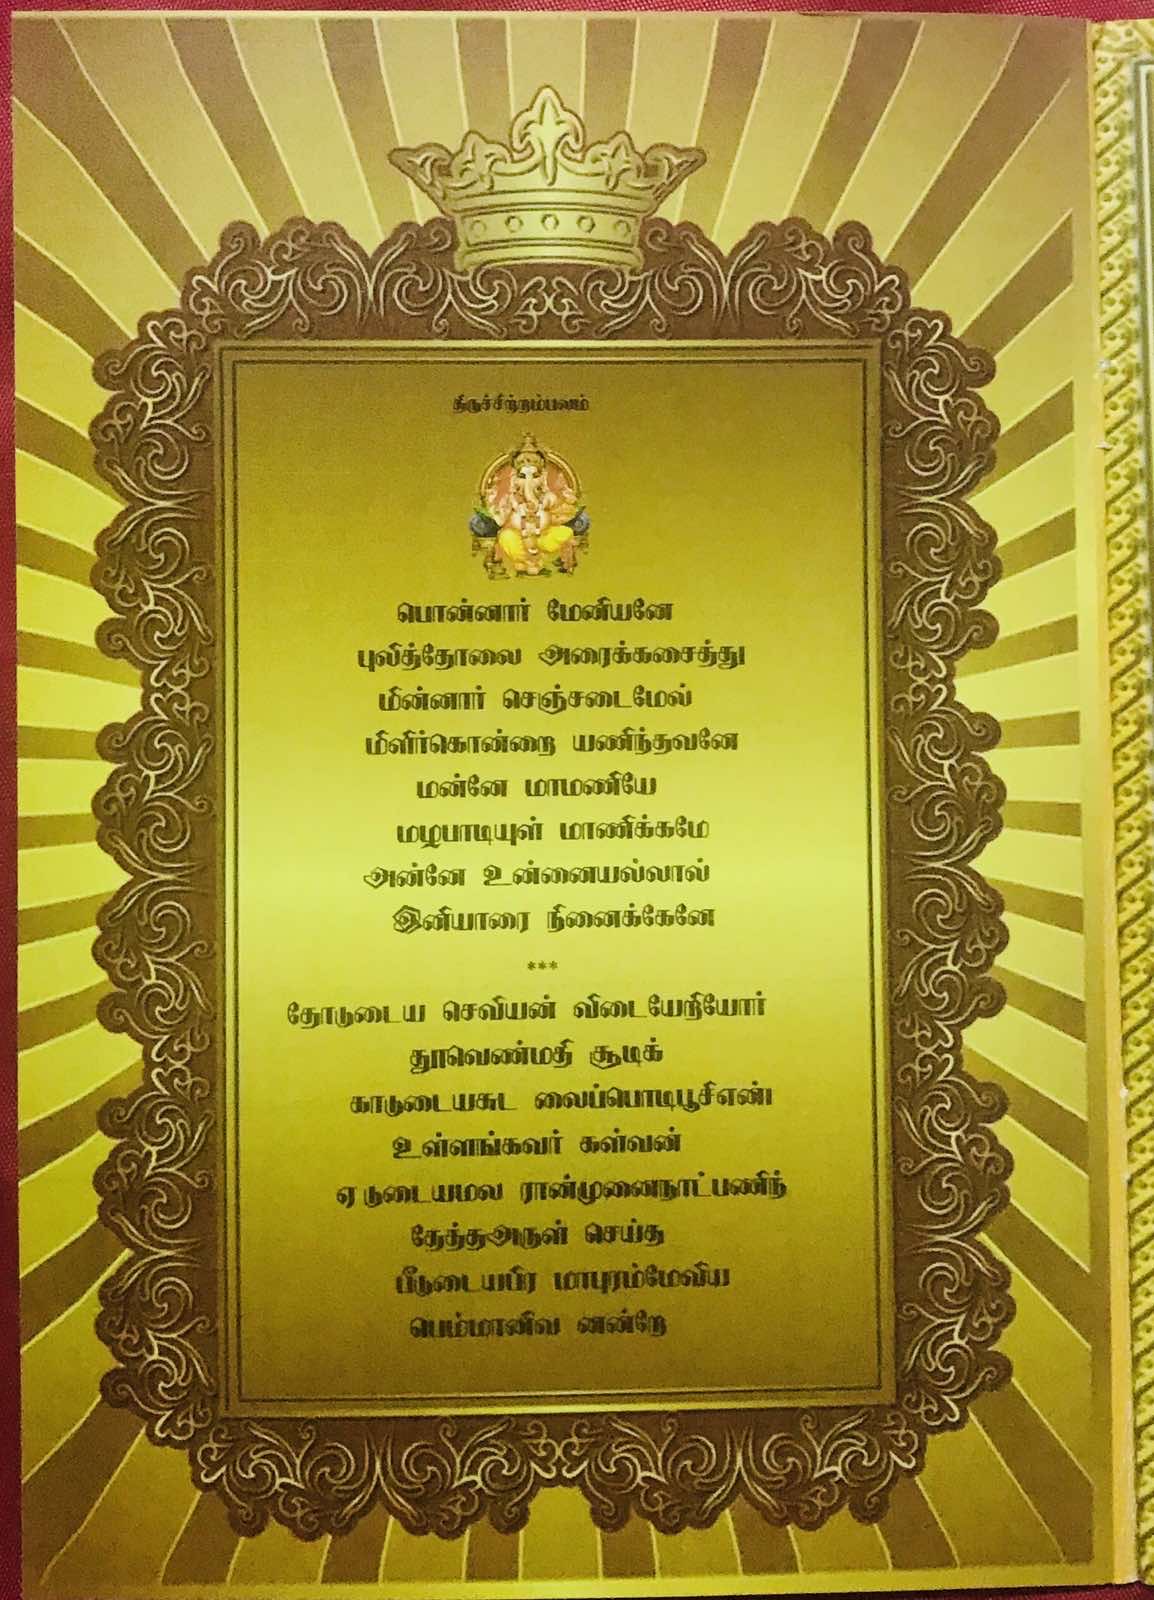 திருச்சிற்றம்பலம்
பொன்னார் மேனியனே
புலித்தோலை அரைக்கசைத்து
மின்னார் செஞ்சடைமேல்
மிளிர்கொன்றை யணிந்தவனே
மன்னே மாமணியே
மழபாடியுள் மாணிக்கமே
அன்னே உன்னையல்லால்
இனியாரை நினைக்கேனே
***
தோடுடைய செவியன் விடையேறியோர்
தூவெண்மதி சூடிக்
காடுடையசுட லைப்பொடிபூசிஎன்
உள்ளங்கவர் கள்வன்
ஏடுடையமல ரான்முனைநாட்பணிந்
தேத்தஅருள் செய்த
பீடுடையபிர மாபுரம்மேவிய
பெம்மானிவ னன்றே